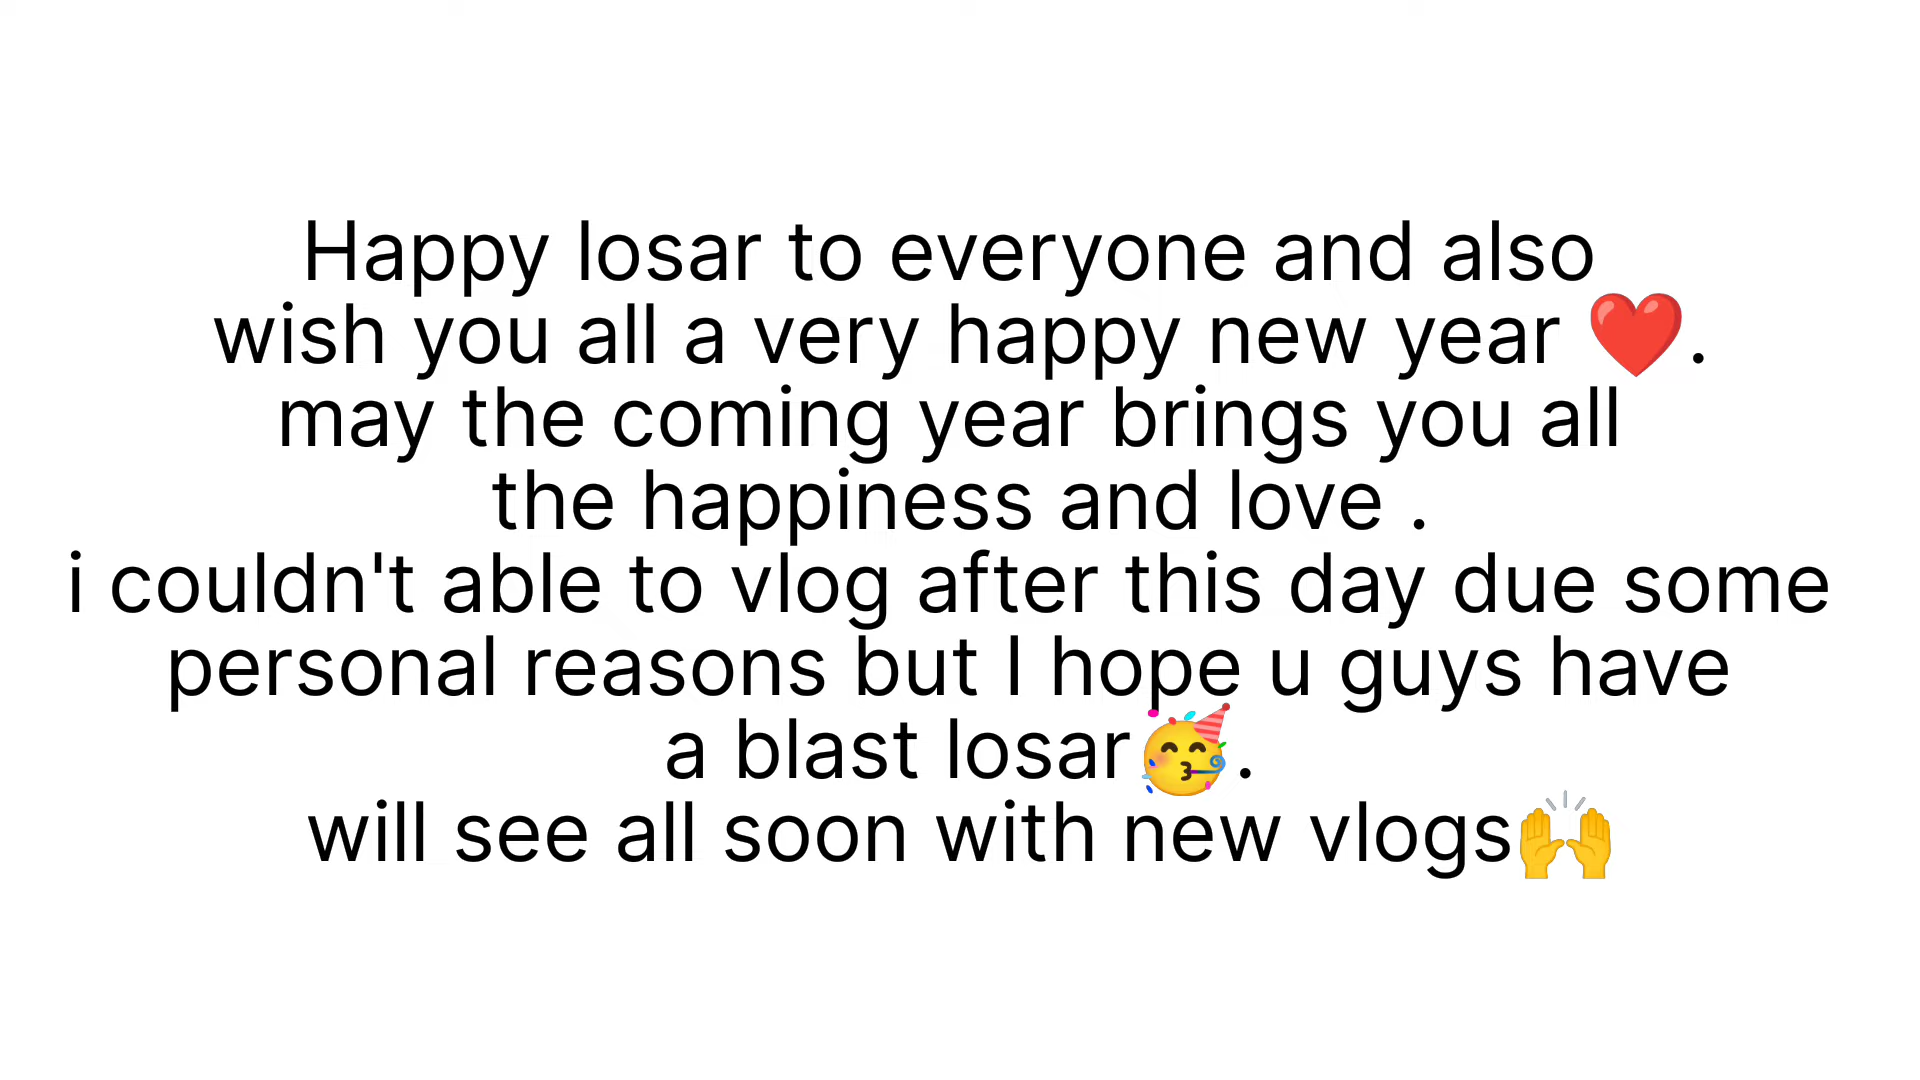 Happy losar to everyone and also
wish you all a very happy new year ❤️.
may the coming year brings you all
the happiness and love .
i couldn't able to vlog after this day due some
personal reasons but I hope u guys have
a blast losar🥳.
will see all soon with new vlogs🙌